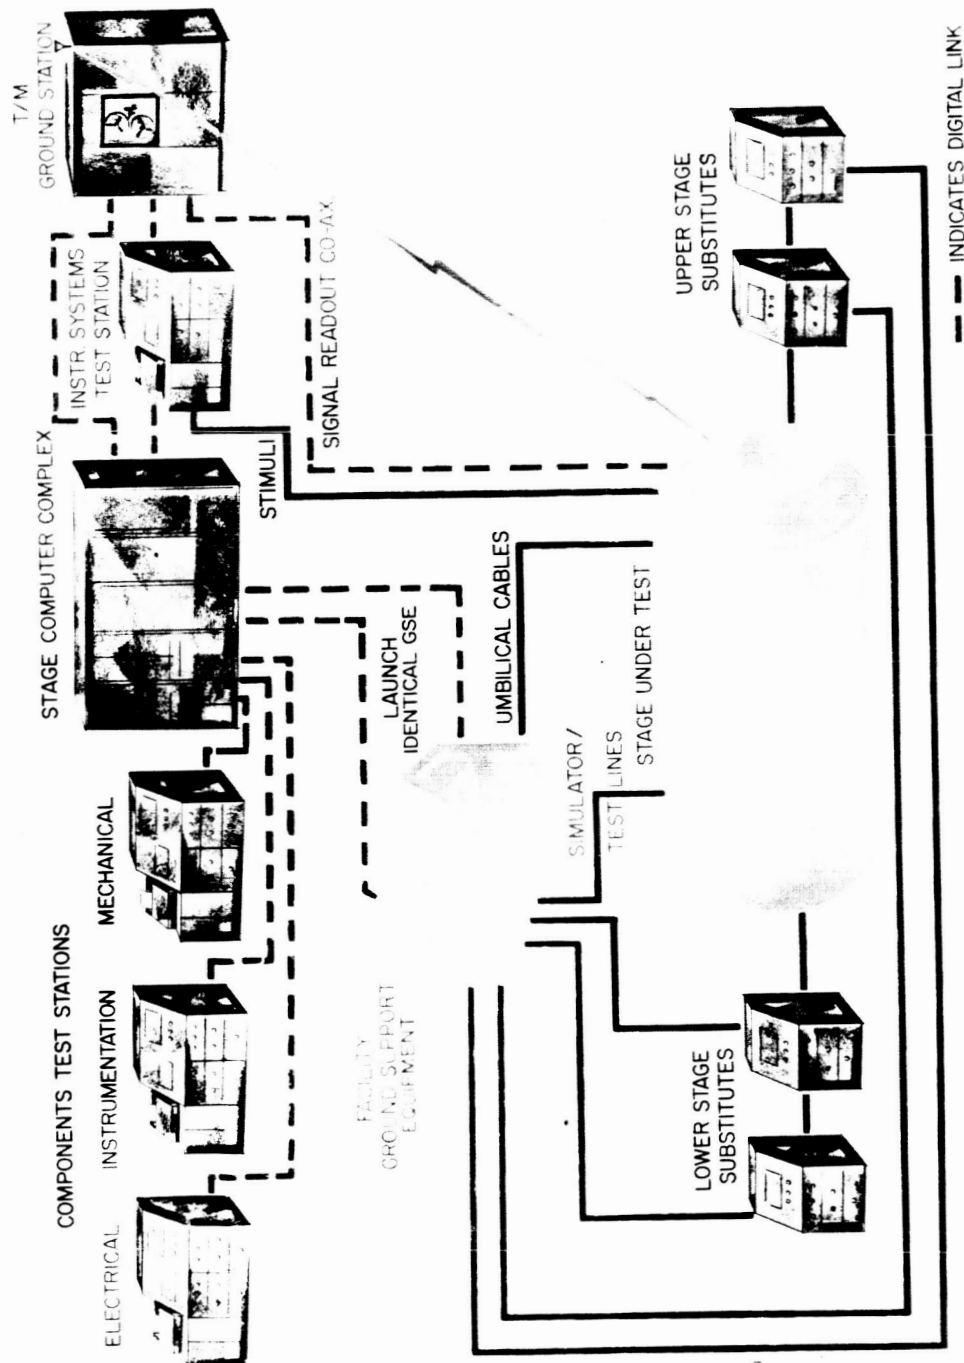 COMPONENTS TEST STATIONS
ELECTRICAL
INSTRUMENTATION
MECHANICAL
STAGE COMPUTER COMPLEX
INSTR. SYSTEMS
TEST STATION
T/M
GROUND STATION
STIMULI
SIGNAL READOUT CO-AX
FACILITY
GROUND SUPPORT
EQUIPMENT
LAUNCH
IDENTICAL GSE
UMBILICAL CABLES
SIMULATOR/
TEST LINES
STAGE UNDER TEST
LOWER STAGE
SUBSTITUTES
UPPER STAGE
SUBSTITUTES
INDICATES DIGITAL LINK